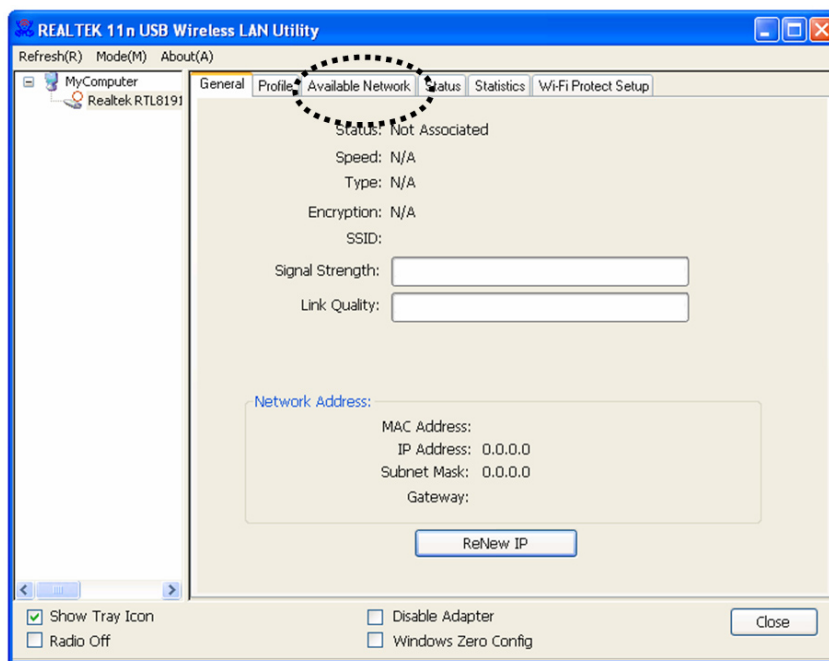 REALTEK 11n USB Wireless LAN Utility
Refresh(R) Mode(M) About(A)
MyComputer
Realtek RTL8191
General Profile Available Network Status Statistics Wi-Fi Protect Setup
Status: Not Associated
Speed: N/A
Type: N/A
Encryption: N/A
SSID:
Signal Strength:
Link Quality:
Network Address:
MAC Address:
IP Address: 0.0.0.0
Subnet Mask: 0.0.0.0
Gateway:
ReNew IP
Show Tray Icon
Radio Off
Disable Adapter
Windows Zero Config
Close